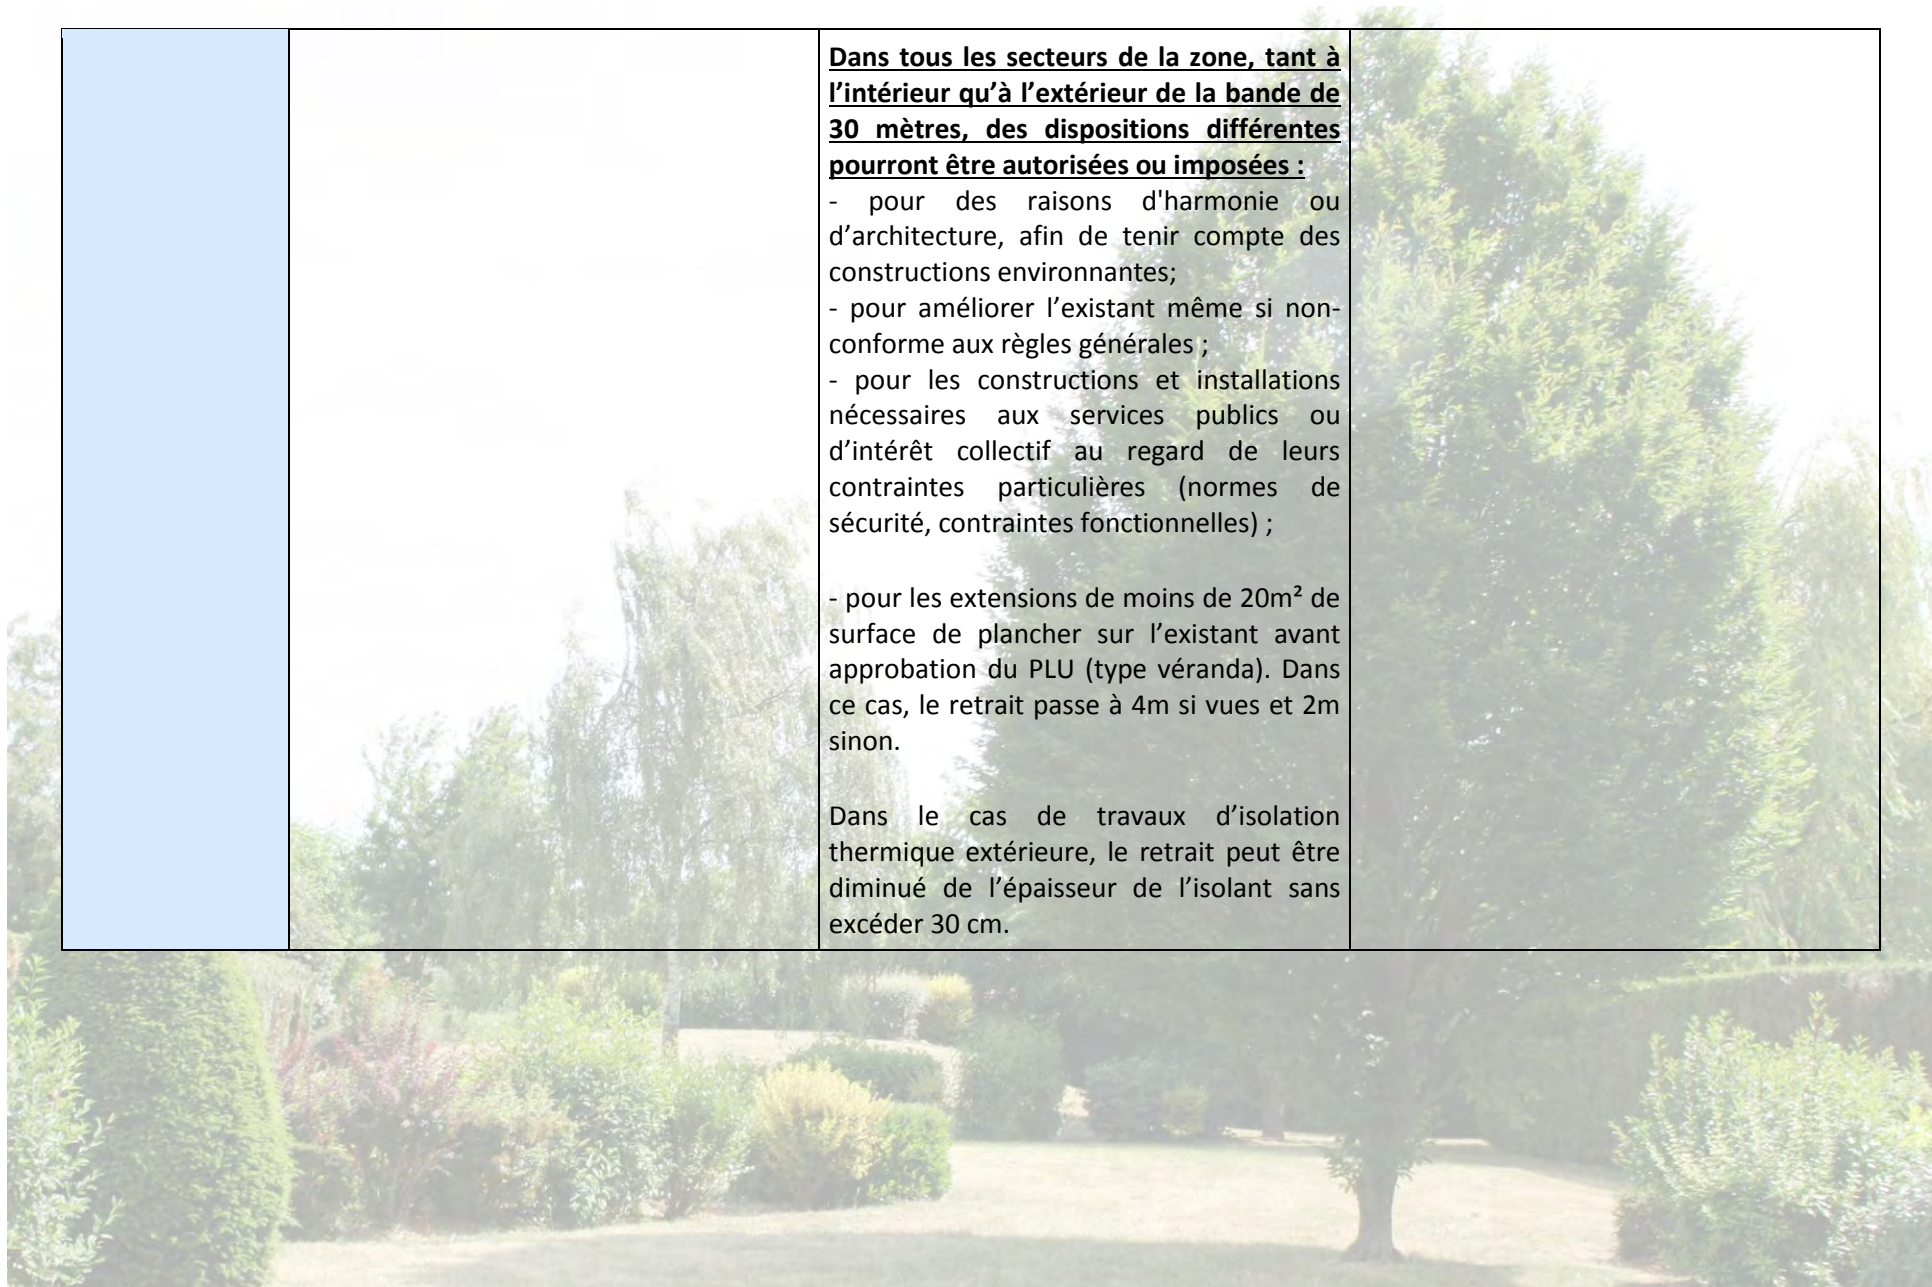 Dans tous les secteurs de la zone, tant à
l’intérieur qu’à l’extérieur de la bande de
30 mètres, des dispositions différentes
pourront être autorisées ou imposées :
- pour des raisons d'harmonie ou
d’architecture, afin de tenir compte des
constructions environnantes;
- pour améliorer l’existant même si non-
conforme aux règles générales ;
- pour les constructions et installations
nécessaires aux services publics ou
d’intérêt collectif au regard de leurs
contraintes particulières (normes de
sécurité, contraintes fonctionnelles) ;
- pour les extensions de moins de 20m² de
surface de plancher sur l’existant avant
approbation du PLU (type véranda). Dans
ce cas, le retrait passe à 4m si vues et 2m
sinon.
Dans le cas de travaux d’isolation
thermique extérieure, le retrait peut être
diminué de l’épaisseur de l’isolant sans
excéder 30 cm.